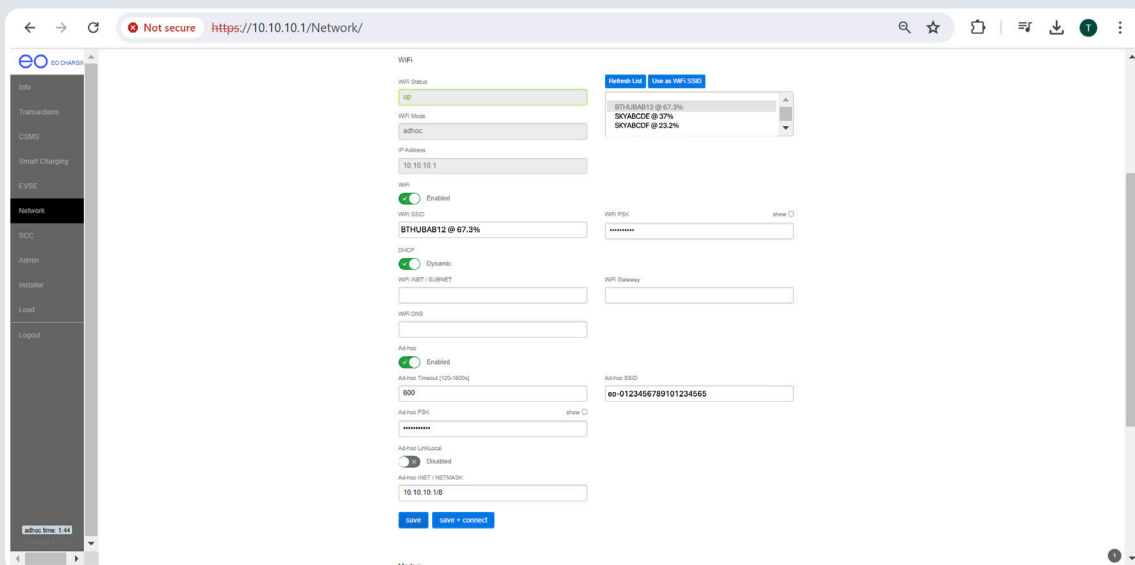 Not secure https://10.10.10.1/Network/
T
eo EO CHARGIN
Info
Transactions
CSMS
Smart Charging
EVSE
Network
SCC
Admin
Installer
Load
Logout
adhoc time: 1:44
WiFi
WiFi Status
up
Refresh List Use as WiFi SSID
BTHUBAB12 @ 67.3%
SKYABCDE @ 37%
SKYABCDF @ 23.2%
WiFi Mode
adhoc
IP Address
10.10.10.1
WiFi
Enabled
WiFi SSID
BTHUBAB12 @ 67.3%
WiFi PSK show
••••••••••
DHCP
Dynamic
WiFi INET / SUBNET
WiFi Gateway
WiFi DNS
Ad-hoc
Enabled
Ad-hoc Timeout [120-1800s]
600
Ad-hoc SSID
eo-0123456789101234565
Ad-hoc PSK show
•••••••••••
Ad-hoc LinkLocal
Disabled
Ad-hoc INET / NETMASK
10.10.10.1/8
save save + connect
1